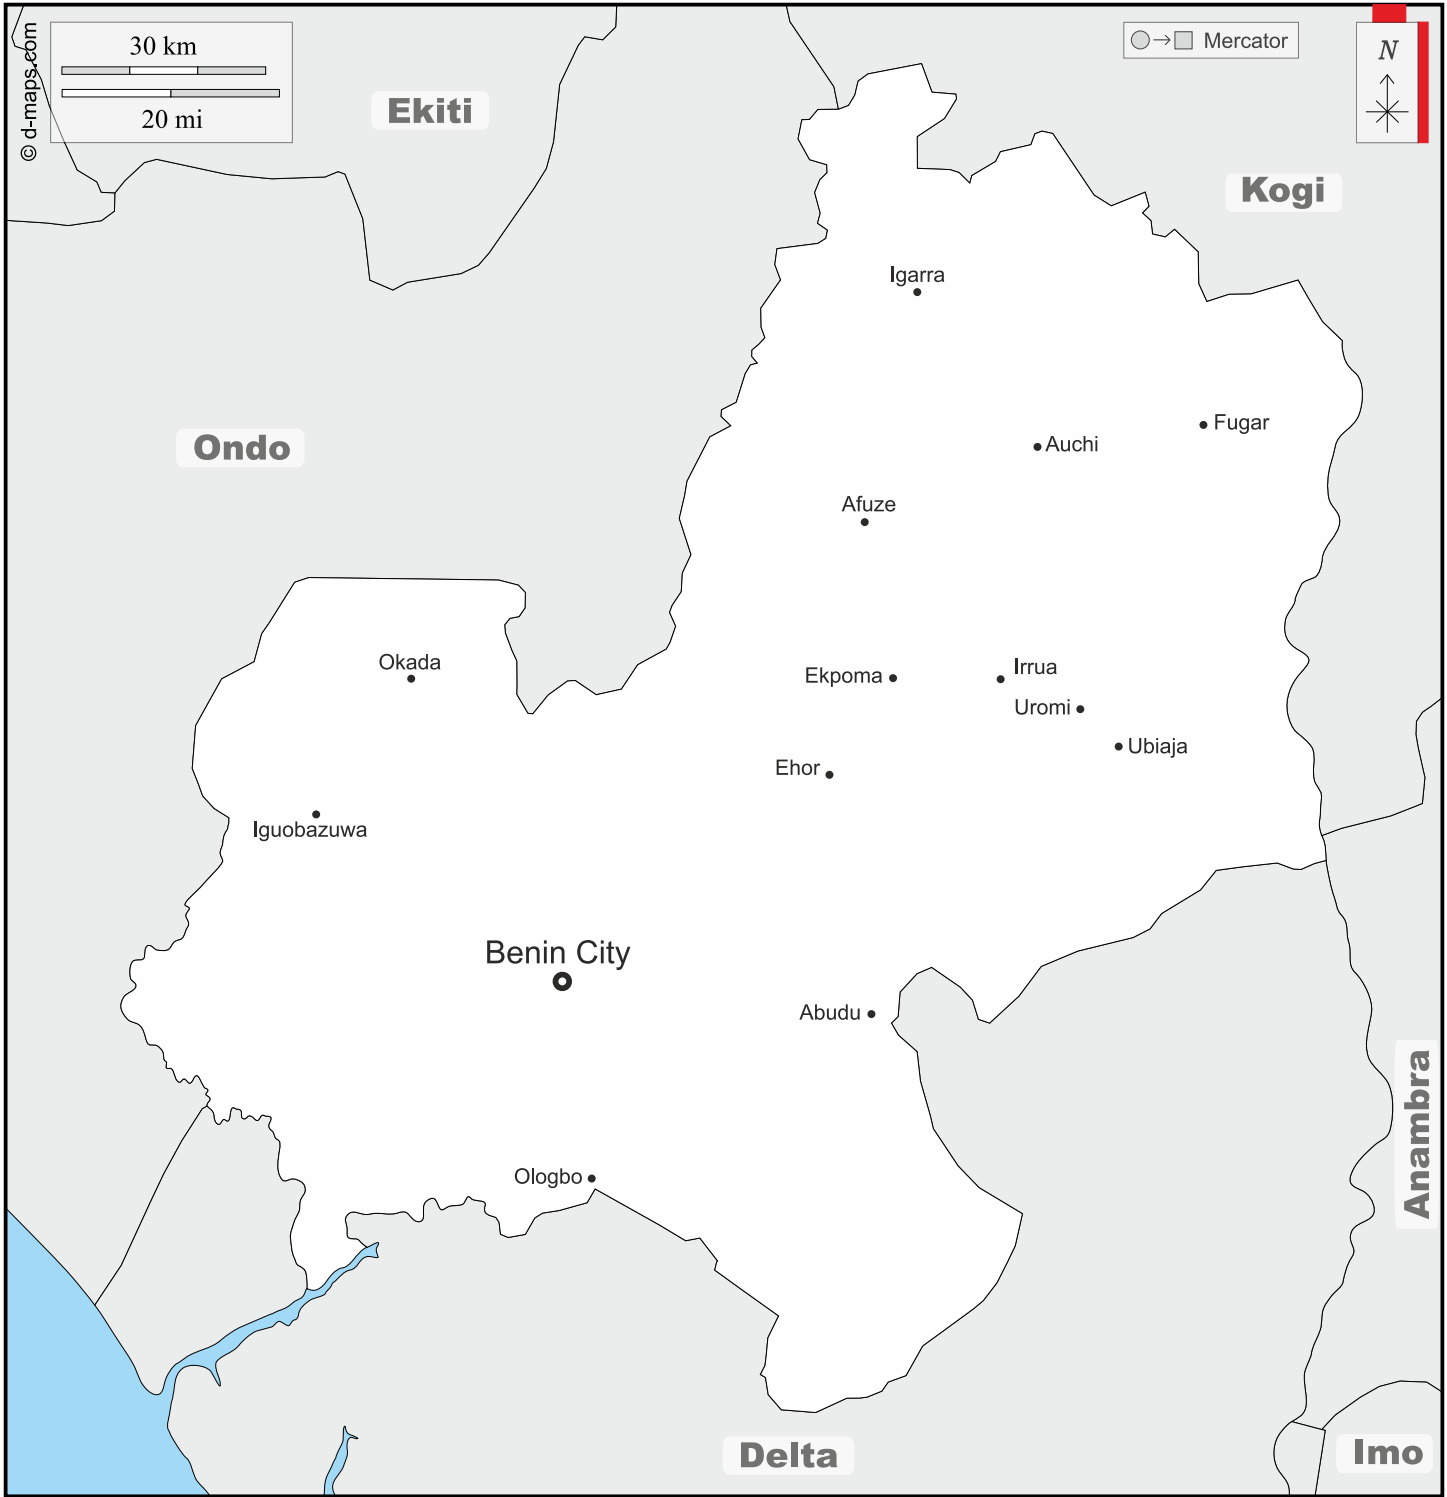 30 km
20 mi
© d-maps.com
Mercator
N
Ekiti
Kogi
Igarra
Ondo
Fugar
Auchi
Afuze
Okada
Ekpoma
Irrua
Uromi
Ubiaja
Ehor
Iguobazuwa
Benin City
Abudu
Anambra
Ologbo
Delta
Imo